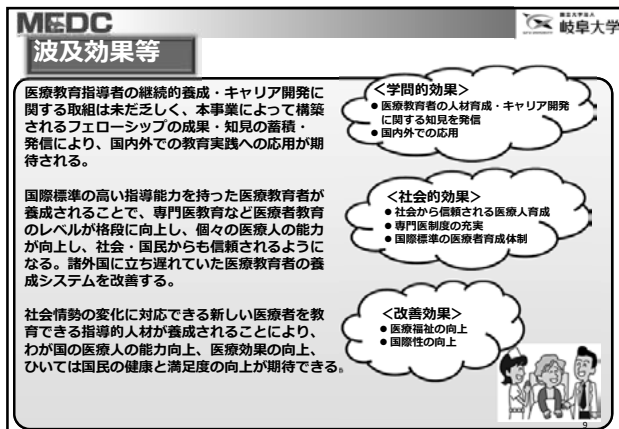 MEDC
国立大学法人
岐阜大学
波及効果等
医療教育指導者の継続的養成・キャリア開発に
関する取組は未だ乏しく、本事業によって構築
されるフェローシップの成果・知見の蓄積・
発信により、国内外での教育実践への応用が期
待される。
国際標準の高い指導能力を持った医療教育者が
養成されることで、専門医教育など医療者教育
のレベルが格段に向上し、個々の医療人の能力
が向上し、社会・国民からも信頼されるように
なる。諸外国に立ち遅れていた医療教育者の養
成システムを改善する。
社会情勢の変化に対応できる新しい医療者を教
育できる指導的人材が養成されることにより、
わが国の医療人の能力向上、医療効果の向上、
ひいては国民の健康と満足度の向上が期待できる。
＜学問的効果＞
● 医療教育者の人材育成・キャリア開発
に関する知見を発信
● 国内外での応用
＜社会的効果＞
● 社会から信頼される医療人育成
● 専門医制度の充実
● 国際標準の医療者育成体制
＜改善効果＞
● 医療福祉の向上
● 国際性の向上
9